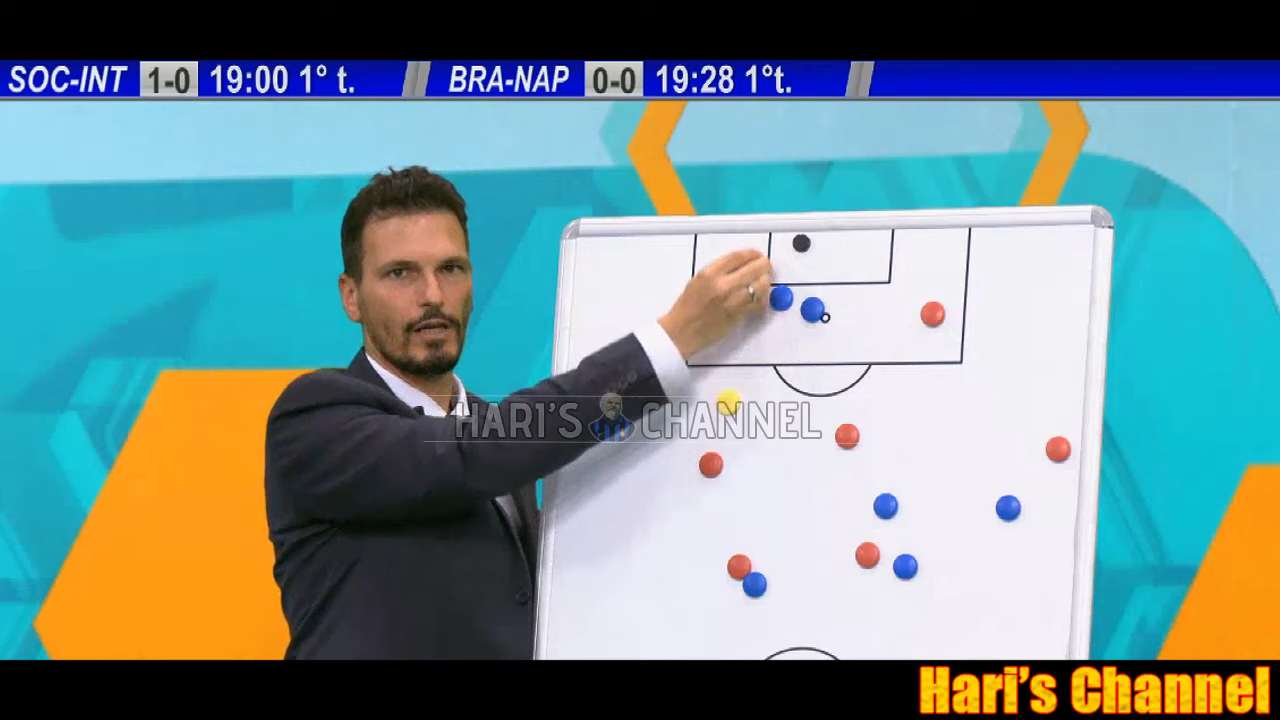 SOC-INT 1-0 19:00 1° t. BRA-NAP 0-0 19:28 1°t.
HARI'S CHANNEL
Hari's Channel